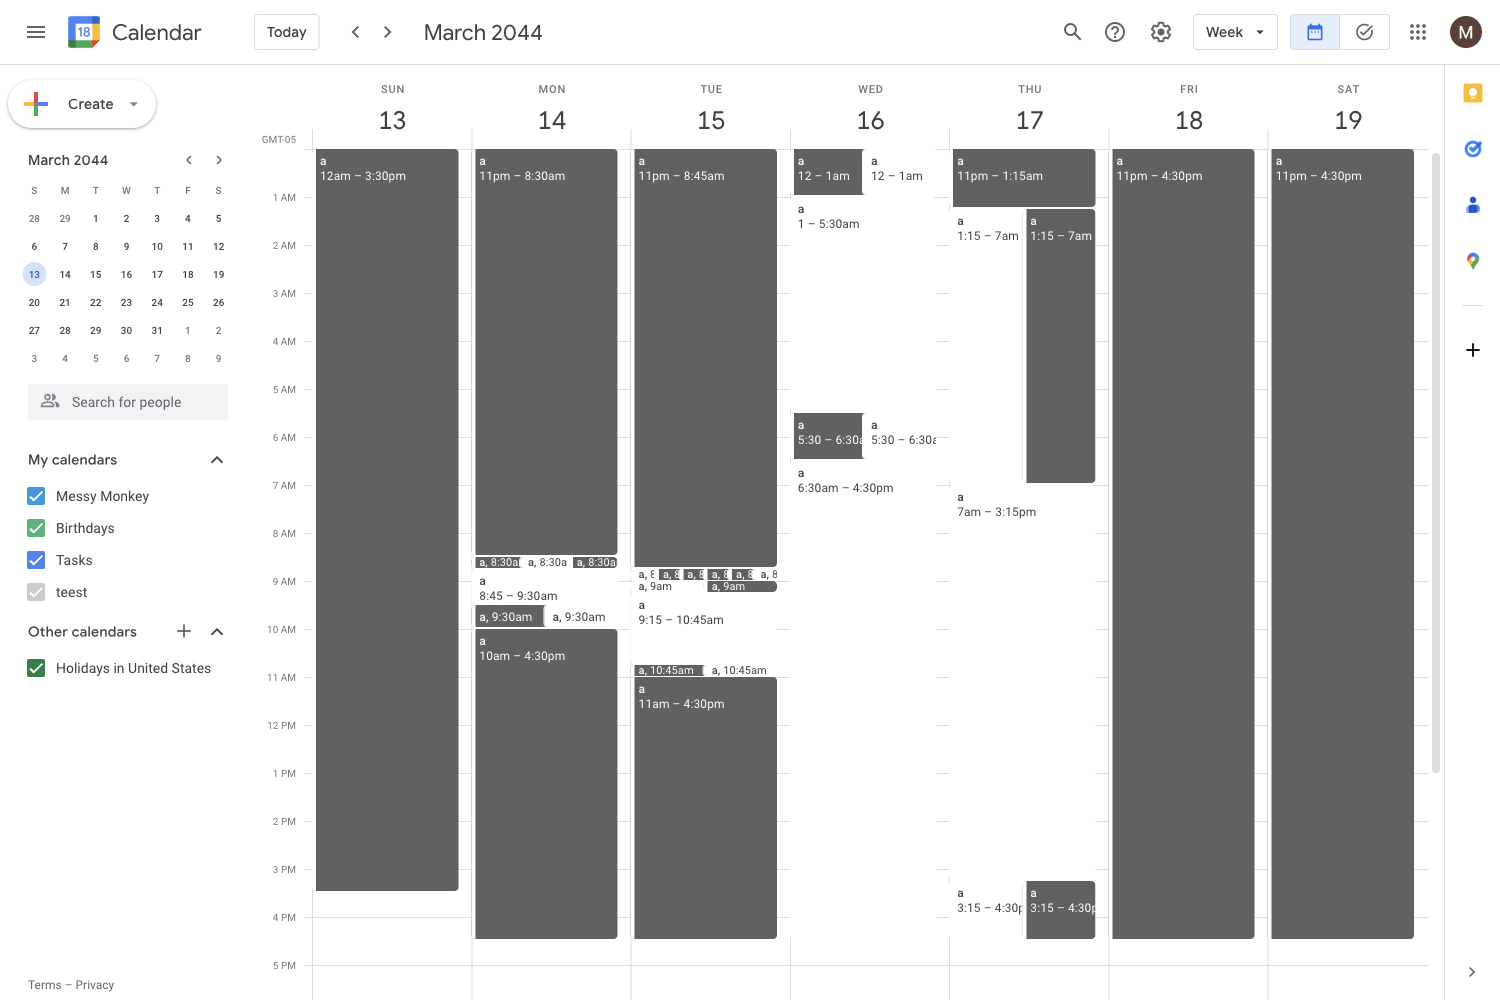 18 Calendar Today March 2044 Week M
Create
March 2044
S M T W T F S
28 29 1 2 3 4 5
6 7 8 9 10 11 12
13 14 15 16 17 18 19
20 21 22 23 24 25 26
27 28 29 30 31 1 2
3 4 5 6 7 8 9
Search for people
My calendars
Messy Monkey
Birthdays
Tasks
teest
Other calendars
Holidays in United States
Terms – Privacy
SUN MON TUE WED THU FRI SAT
13 14 15 16 17 18 19
GMT-05
1 AM
2 AM
3 AM
4 AM
5 AM
6 AM
7 AM
8 AM
9 AM
10 AM
11 AM
12 PM
1 PM
2 PM
3 PM
4 PM
5 PM
a
12am – 3:30pm
a
11pm – 8:30am
a, 8:30a a, 8:30a a, 8:30a
a
8:45 – 9:30am
a, 9:30am a, 9:30am
a
10am – 4:30pm
a
11pm – 8:45am
a, 8 a, 8 a, 8 a, 8 a, 8 a, 8
a, 9am a, 9am
a
9:15 – 10:45am
a, 10:45am a, 10:45am
a
11am – 4:30pm
a a
12 – 1am 12 – 1am
a
1 – 5:30am
a a
5:30 – 6:30a 5:30 – 6:30a
a
6:30am – 4:30pm
a
11pm – 1:15am
a a
1:15 – 7am 1:15 – 7am
a
7am – 3:15pm
a a
3:15 – 4:30p 3:15 – 4:30p
a
11pm – 4:30pm
a
11pm – 4:30pm